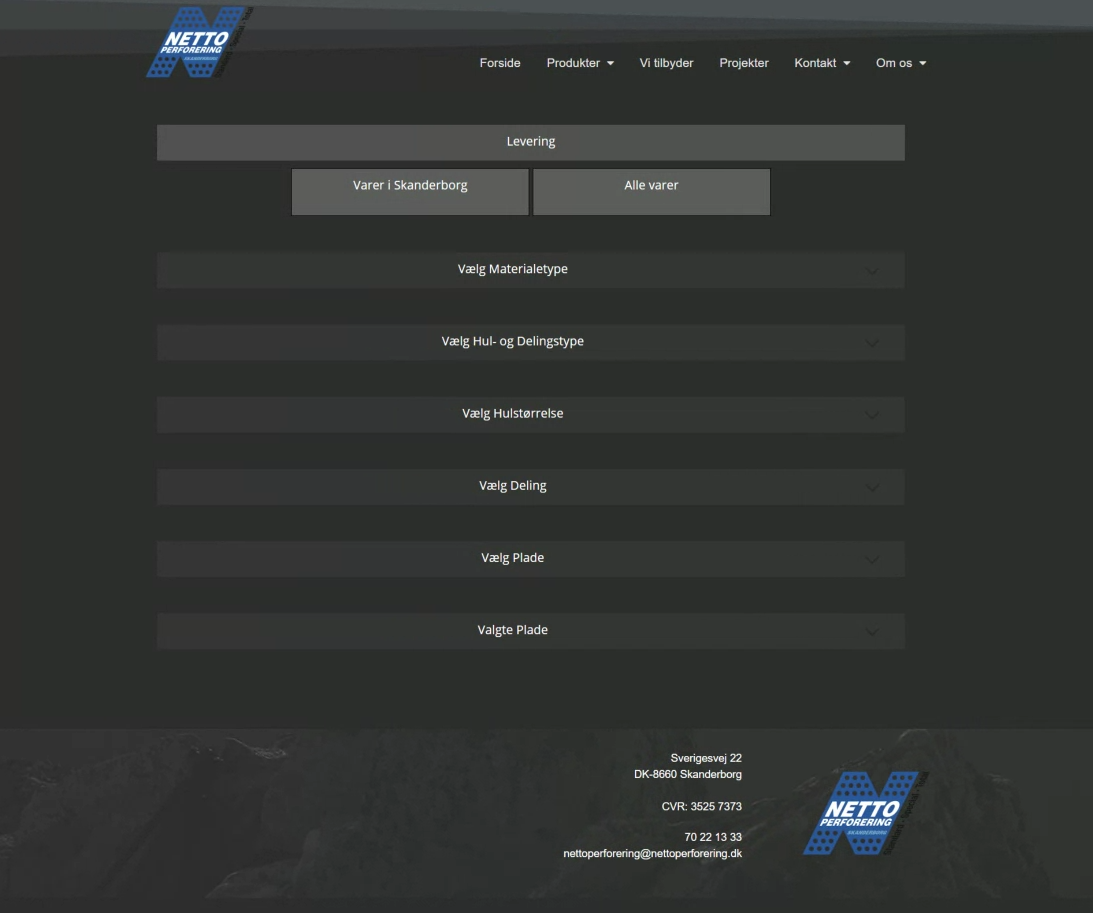 NETTO
PERFORERING
SKANDERBORG
Forside Produkter Vi tilbyder Projekter Kontakt Om os
Levering
Varer i Skanderborg Alle varer
Vælg Materialetype
Vælg Hul- og Delingstype
Vælg Hulstørrelse
Vælg Deling
Vælg Plade
Valgte Plade
Sverigesvej 22
DK-8660 Skanderborg
CVR: 3525 7373
70 22 13 33
nettoperforering@nettoperforering.dk
NETTO
PERFORERING
SKANDERBORG